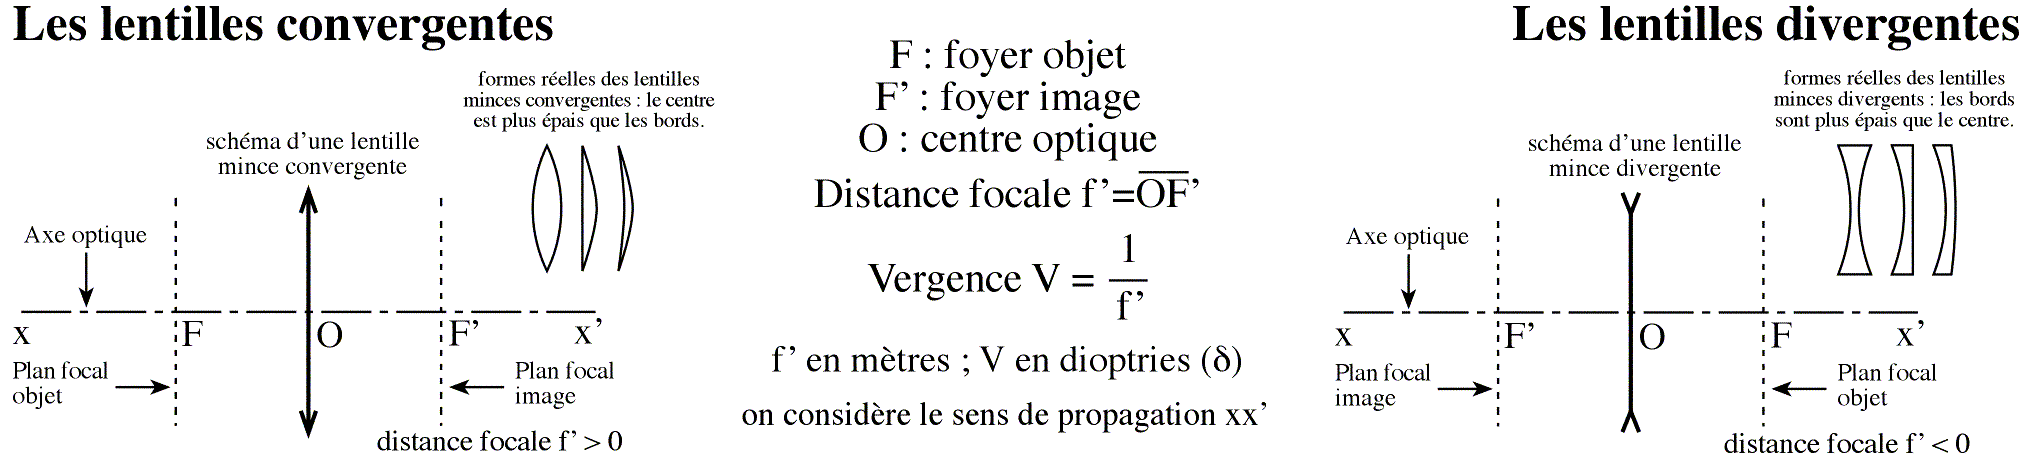 Les lentilles convergentes
formes réelles des lentilles
minces convergentes : le centre
est plus épais que les bords.
schéma d’une lentille
mince convergente
Axe optique
x
F
O
F’
x’
Plan focal
objet
Plan focal
image
distance focale f’ > 0
F : foyer objet
F’ : foyer image
O : centre optique
Distance focale f’=O̅F̅’
Vergence V = 1/f’
f’ en mètres ; V en dioptries (δ)
on considère le sens de propagation xx’
Les lentilles divergentes
formes réelles des lentilles
minces divergents : les bords
sont plus épais que le centre.
schéma d’une lentille
mince divergente
Axe optique
x
F’
O
F
x’
Plan focal
image
Plan focal
objet
distance focale f’ < 0